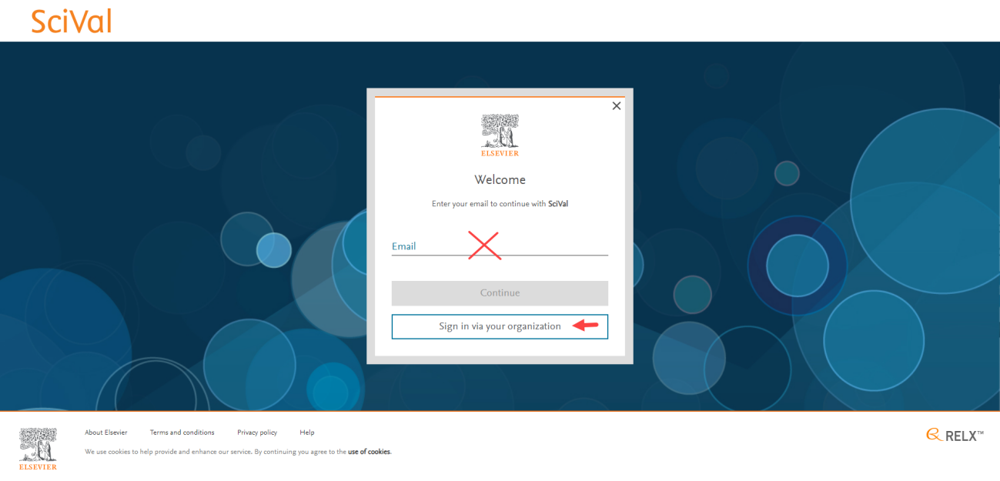 SciVal
ELSEVIER
Welcome
Enter your email to continue with SciVal
Email
Continue
Sign in via your organization
About Elsevier Terms and conditions Privacy policy Help
We use cookies to help provide and enhance our service. By continuing you agree to the use of cookies.
ELSEVIER
RELX™